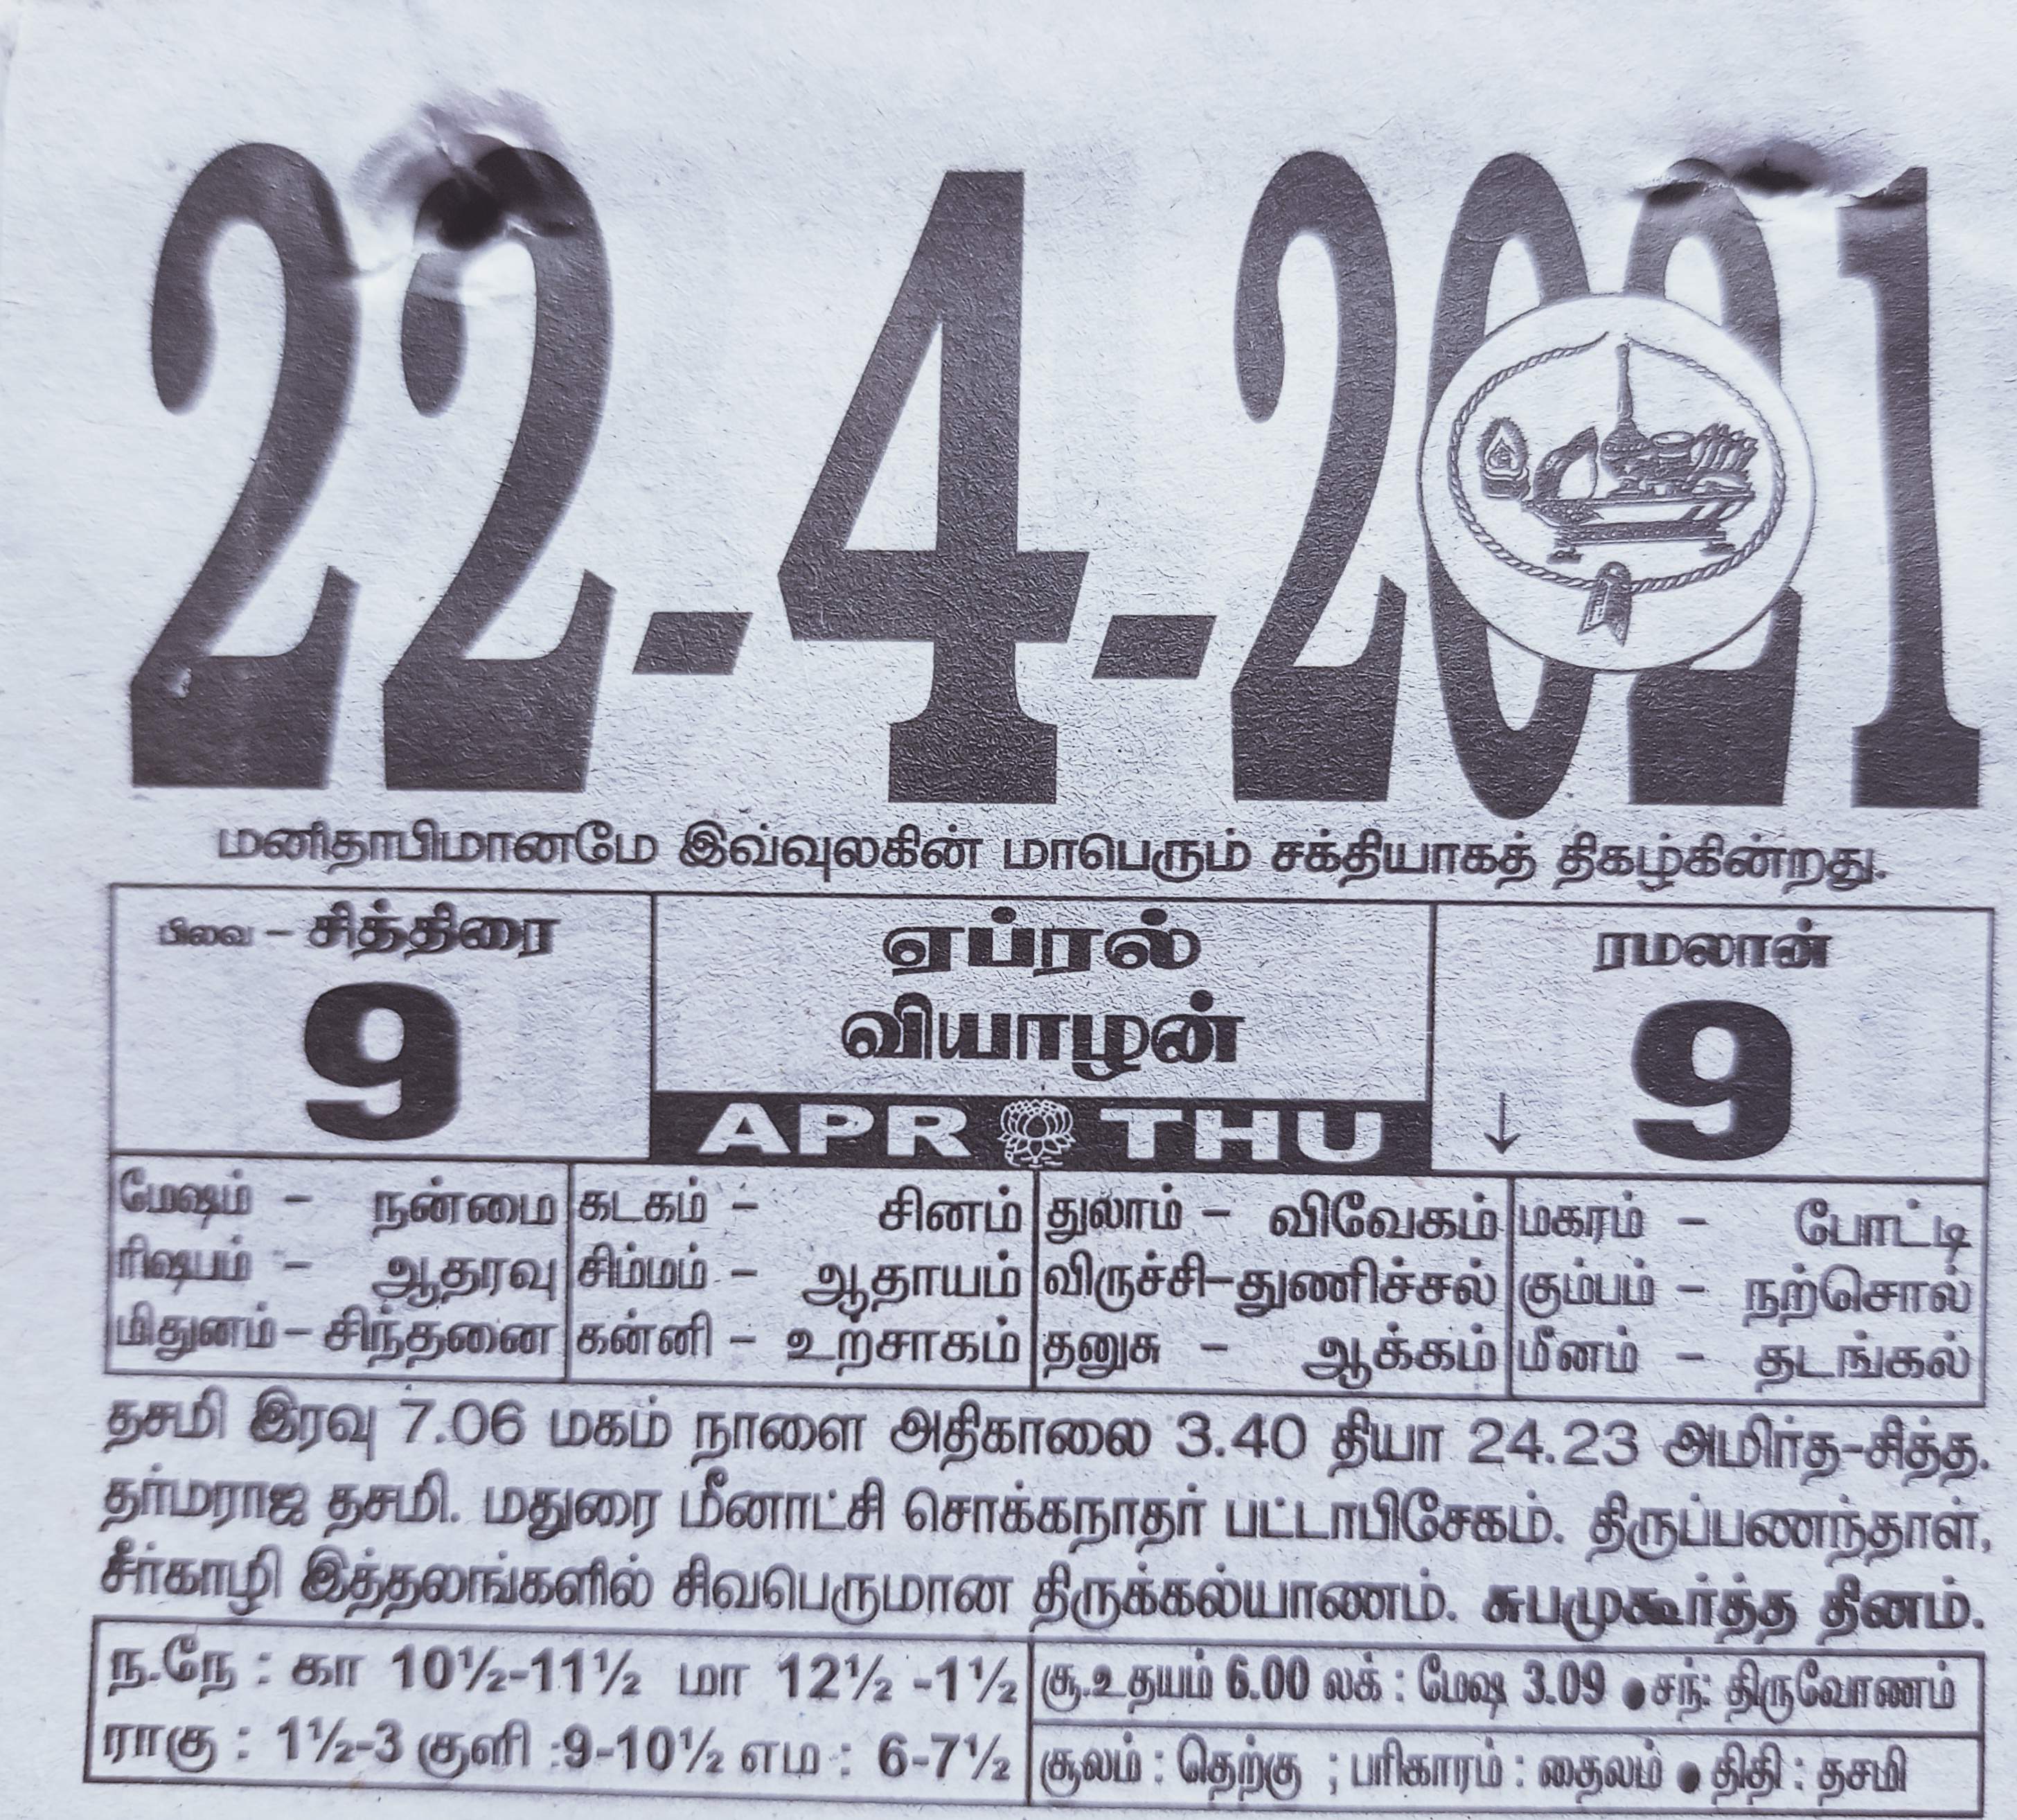 22-4-2021
மனிதாபிமானமே இவ்வுலகின் மாபெரும் சக்தியாகத் திகழ்கின்றது.
பிலவ - சித்திரை
9
ஏப்ரல்
வியாழன்
APR THU
ரமலான்
↓ 9
மேஷம் - நன்மை
ரிஷபம் - ஆதரவு
மிதுனம் - சிந்தனை
கடகம் - சினம்
சிம்மம் - ஆதாயம்
கன்னி - உற்சாகம்
துலாம் - விவேகம்
விருச்சி-துணிச்சல்
தனுசு - ஆக்கம்
மகரம் - போட்டி
கும்பம் - நற்சொல்
மீனம் - தடங்கல்
தசமி இரவு 7.06 மகம் நாளை அதிகாலை 3.40 தியா 24.23 அமிர்த-சித்த.
தர்மராஜ தசமி. மதுரை மீனாட்சி சொக்கநாதர் பட்டாபிசேகம். திருப்பணந்தாள்,
சீர்காழி இத்தலங்களில் சிவபெருமான திருக்கல்யாணம். சுபமுகூர்த்த தினம்.
ந.நே : கா 10½-11½ மா 12½ -1½
ராகு : 1½-3 குளி :9-10½ எம : 6-7½
சூ.உதயம் 6.00 லக் : மேஷ 3.09 ●சந்: திருவோணம்
சூலம் : தெற்கு ; பரிகாரம் : தைலம் ● திதி : தசமி